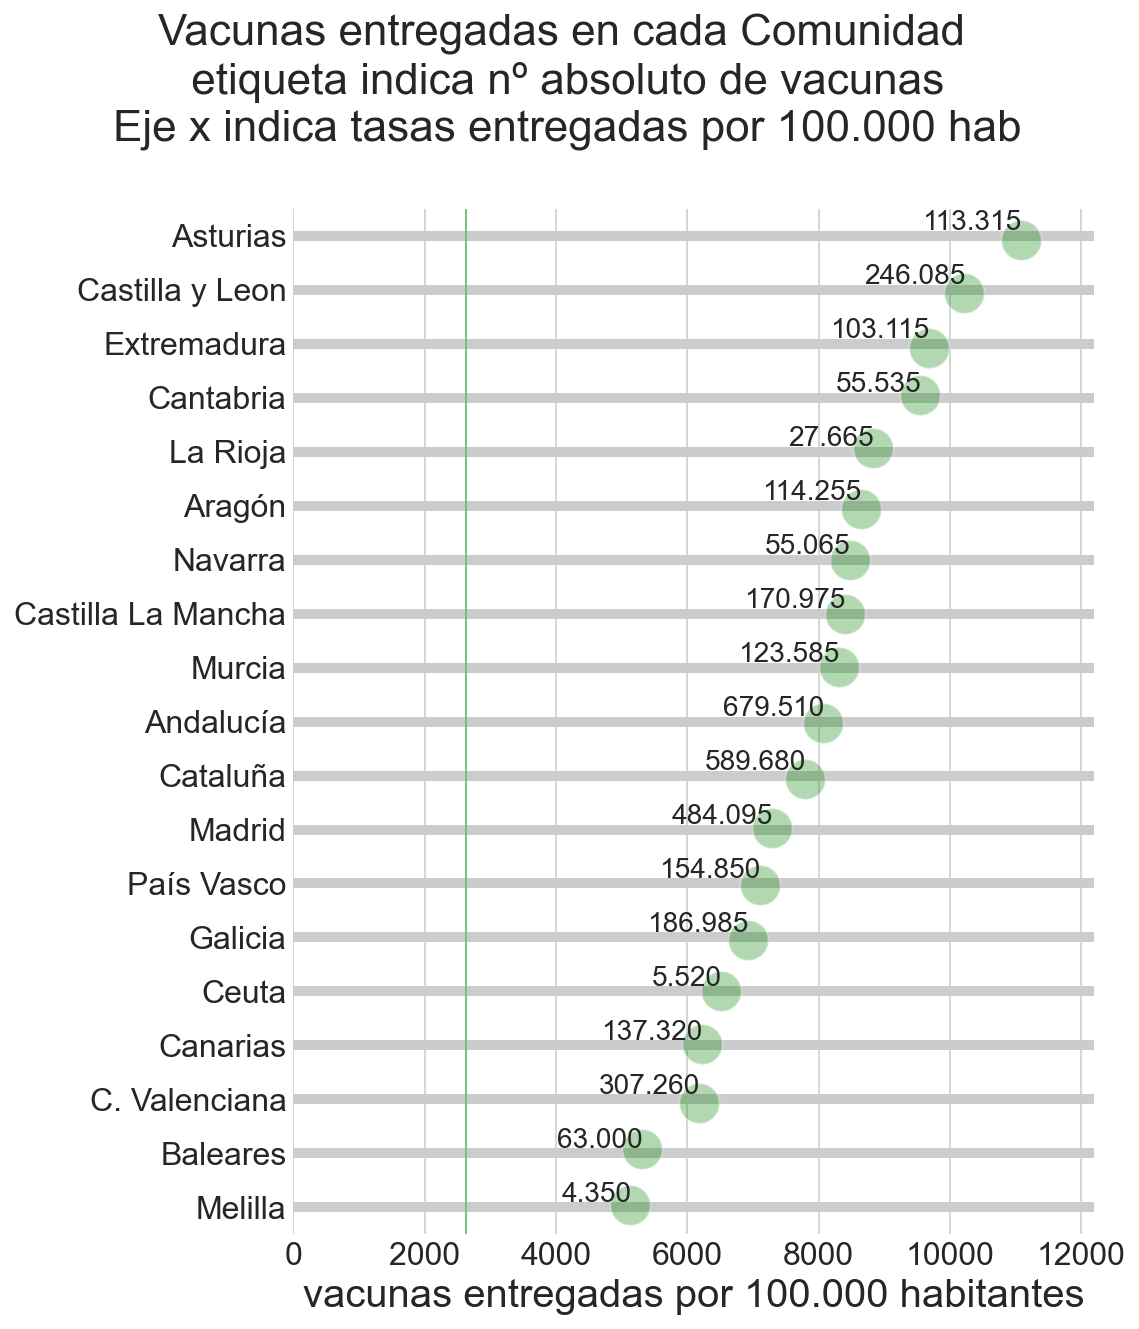 Vacunas entregadas en cada Comunidad
etiqueta indica nº absoluto de vacunas
Eje x indica tasas entregadas por 100.000 hab
Asturias 113.315
Castilla y Leon 246.085
Extremadura 103.115
Cantabria 55.535
La Rioja 27.665
Aragón 114.255
Navarra 55.065
Castilla La Mancha 170.975
Murcia 123.585
Andalucía 679.510
Cataluña 589.680
Madrid 484.095
País Vasco 154.850
Galicia 186.985
Ceuta 5.520
Canarias 137.320
C. Valenciana 307.260
Baleares 63.000
Melilla 4.350
0 2000 4000 6000 8000 10000 12000
vacunas entregadas por 100.000 habitantes